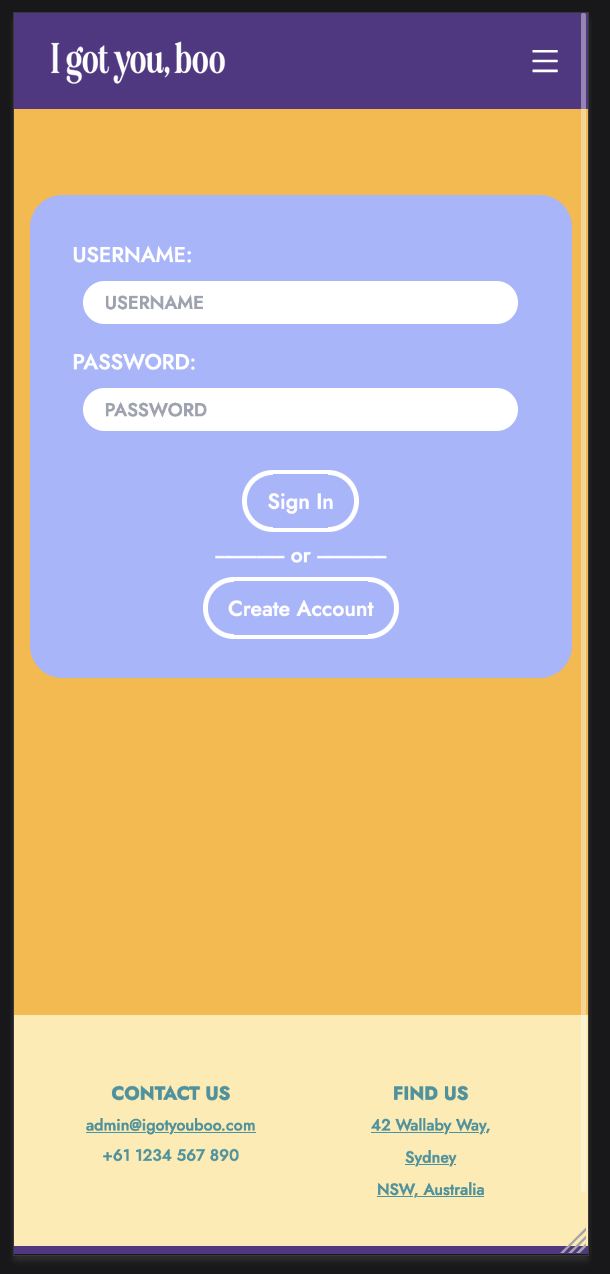 I got you, boo
USERNAME:
USERNAME
PASSWORD:
PASSWORD
Sign In
or
Create Account
CONTACT US
admin@igotyouboo.com
+61 1234 567 890
FIND US
42 Wallaby Way,
Sydney
NSW, Australia